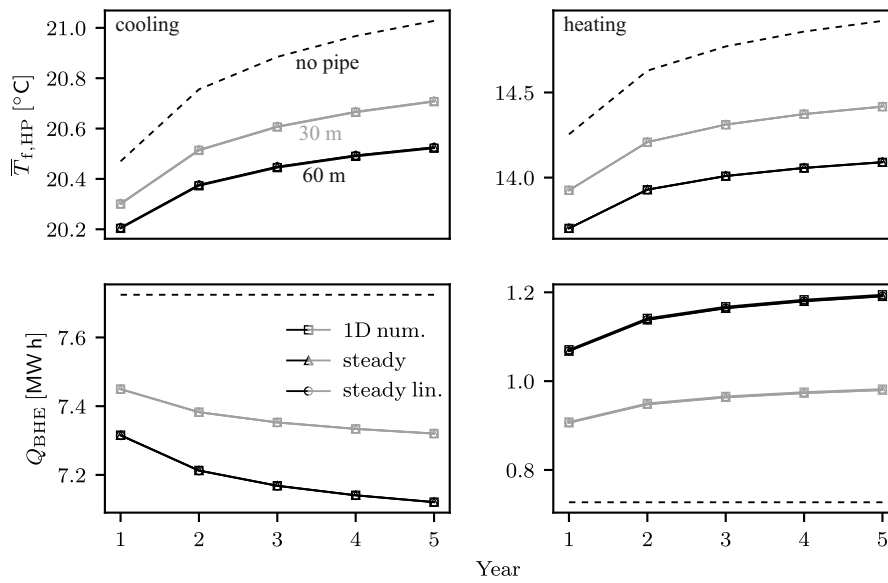 cooling
heating
21.0
20.8
20.6
20.4
20.2
T̅f,HP [°C]
no pipe
30 m
60 m
14.5
14.0
7.6
7.4
7.2
QBHE [MW h]
1D num.
steady
steady lin.
1.2
1.0
0.8
1 2 3 4 5
1 2 3 4 5
Year